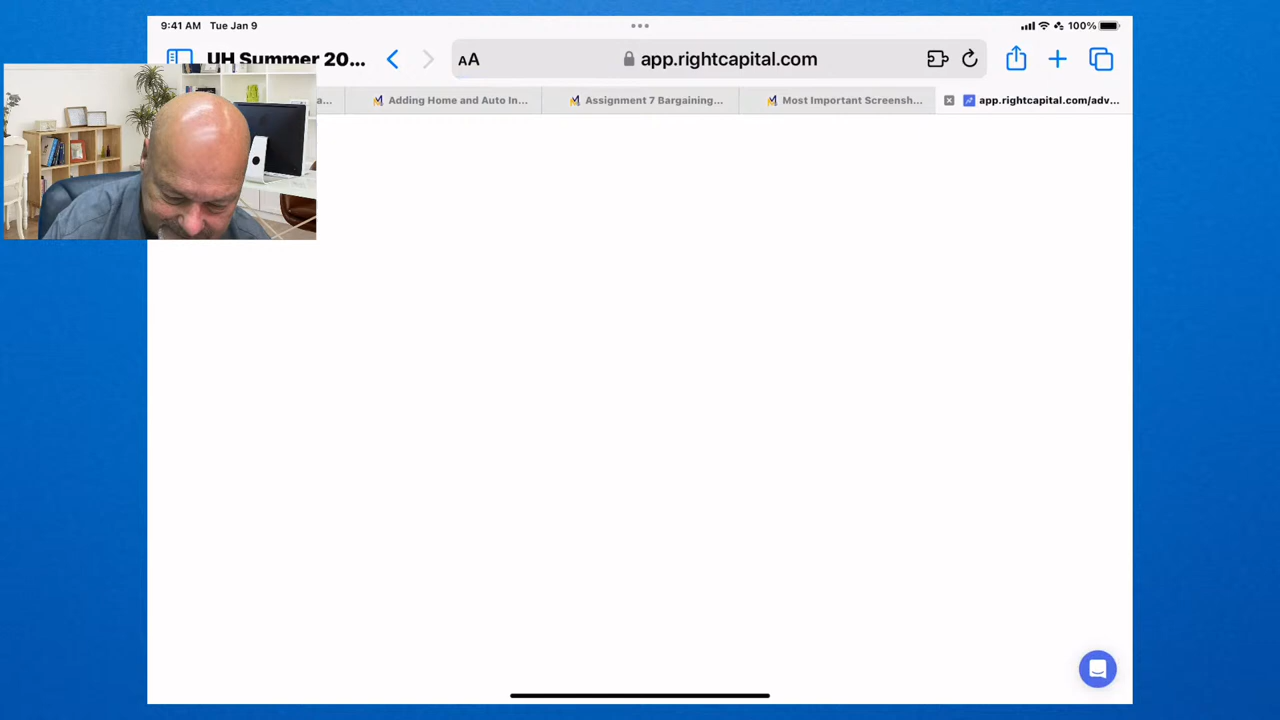 9:41 AM Tue Jan 9
100%
UH Summer 20...
AA
app.rightcapital.com
a...
Adding Home and Auto In...
Assignment 7 Bargaining...
Most Important Screensh...
app.rightcapital.com/adv...